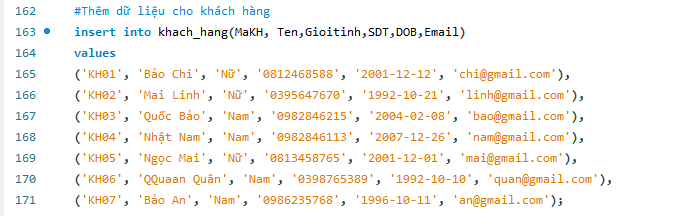 162 #Thêm dữ liệu cho khách hàng
163 insert into khach_hang(MaKH, Ten,Gioitinh,SDT,DOB,Email)
164 values
165 ('KH01', 'Bảo Chi', 'Nữ', '0812468588', '2001-12-12', 'chi@gmail.com'),
166 ('KH02', 'Mai Linh', 'Nữ', '0395647670', '1992-10-21', 'linh@gmail.com'),
167 ('KH03', 'Quốc Bảo', 'Nam', '0982846215', '2004-02-08', 'bao@gmail.com'),
168 ('KH04', 'Nhật Nam', 'Nam', '0982846113', '2007-12-26', 'nam@gmail.com'),
169 ('KH05', 'Ngọc Mai', 'Nữ', '0813458765', '2001-12-01', 'mai@gmail.com'),
170 ('KH06', 'QQuaan Quân', 'Nam', '0398765389', '1992-10-10', 'quan@gmail.com'),
171 ('KH07', 'Bảo An', 'Nam', '0986235768', '1996-10-11', 'an@gmail.com');